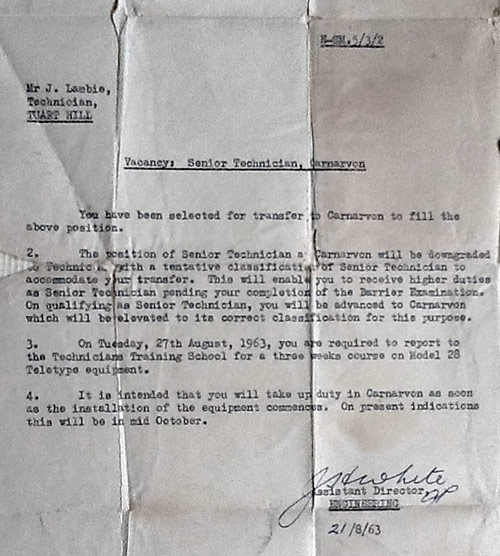 E-SM.5/3/2
Mr J. Lambie,
Technician,
TUART HILL
Vacancy: Senior Technician, Carnarvon
You have been selected for transfer to Carnarvon to fill the
above position.
2. The position of Senior Technician at Carnarvon will be downgraded
to Technician with a tentative classification of Senior Technician to
accommodate your transfer. This will enable you to receive higher duties
as Senior Technician pending your completion of the Barrier Examination.
On qualifying as Senior Technician, you will be advanced to Carnarvon
which will be elevated to its correct classification for this purpose.
3. On Tuesday, 27th August, 1963, you are required to report to
the Technicians Training School for a three weeks course on Model 28
Teletype equipment.
4. It is intended that you will take up duty in Carnarvon as soon
as the installation of the equipment commences. On present indications
this will be in mid October.
White
Assistant Director,
ENGINEERING
21/8/63